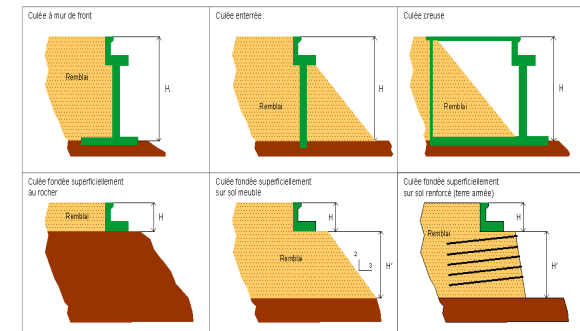 Culée à mur de front
Remblai
H
Culée enterrée
Remblai
H
Culée creuse
Remblai
H
Culée fondée superficiellement
au rocher
Remblai
H
Culée fondée superficiellement
sur sol meuble
H
Remblai
2
3
H'
Culée fondée superficiellement
sur sol renforcé (terre armée)
H
Remblai
H'